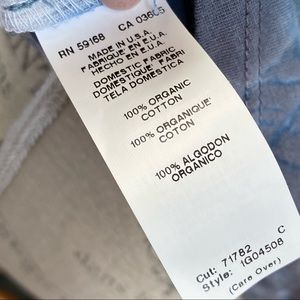 RN 59168 CA 03605
MADE IN U.S.A.
FABRIQUE EN E.U.A.
HECHO EN E.U.A.
DOMESTIC FABRIC
DOMESTIQUE FABRIC
TELA DOMESTICA
100% ORGANIC
COTTON
100% ORGANIQUE
COTON
100% ALGODON
ORGANICO
Cut: 71782 C
Style: 1G04508
(Care Over)